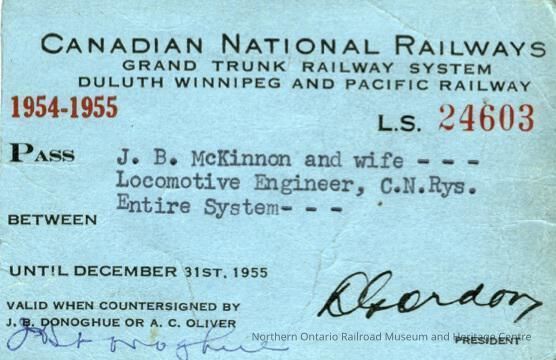 CANADIAN NATIONAL RAILWAYS
GRAND TRUNK RAILWAY SYSTEM
DULUTH WINNIPEG AND PACIFIC RAILWAY
1954-1955
L.S. 24603
PASS J. B. McKinnon and wife - - -
Locomotive Engineer, C.N.Rys.
Entire System- - -
BETWEEN
UNTIL DECEMBER 31ST, 1955
DGordon
VALID WHEN COUNTERSIGNED BY
J. B. DONOGHUE OR A. C. OLIVER
JB Donoghue
Northern Ontario Railroad Museum and Heritage Centre
PRESIDENT